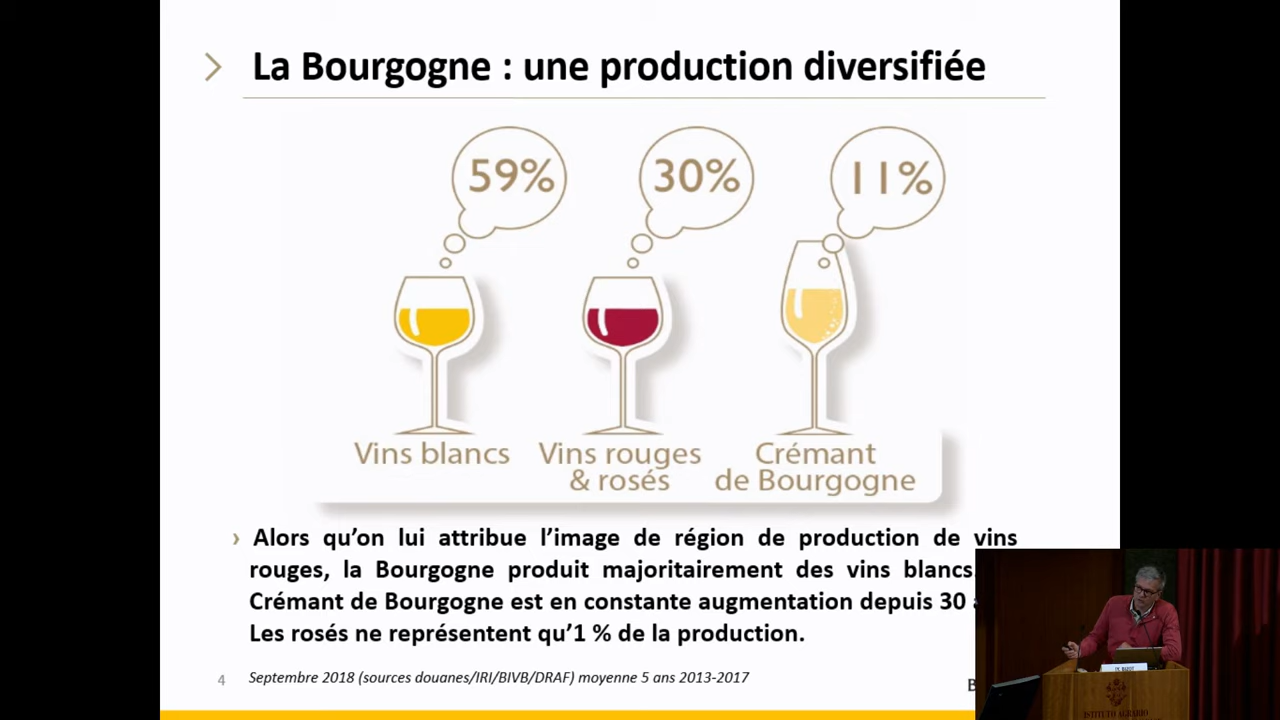 La Bourgogne : une production diversifiée
59%
30%
11%
Vins blancs
Vins rouges
& rosés
Crémant
de Bourgogne
› Alors qu’on lui attribue l’image de région de production de vins
rouges, la Bourgogne produit majoritairement des vins blancs.
Crémant de Bourgogne est en constante augmentation depuis 30
Les rosés ne représentent qu’1 % de la production.
4
Septembre 2018 (sources douanes/IRI/BIVB/DRAF) moyenne 5 ans 2013-2017
B
ISTITUTO AGRARIO